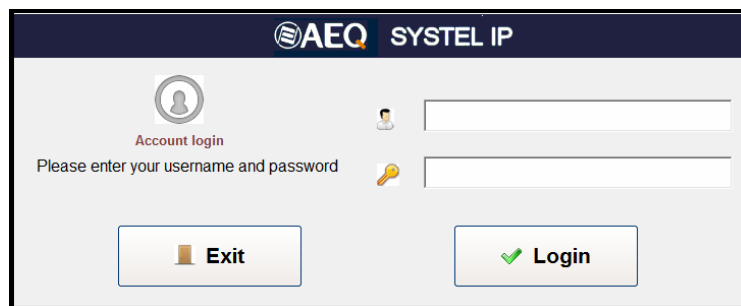 AEQ SYSTEL IP
Account login
Please enter your username and password
Exit
Login